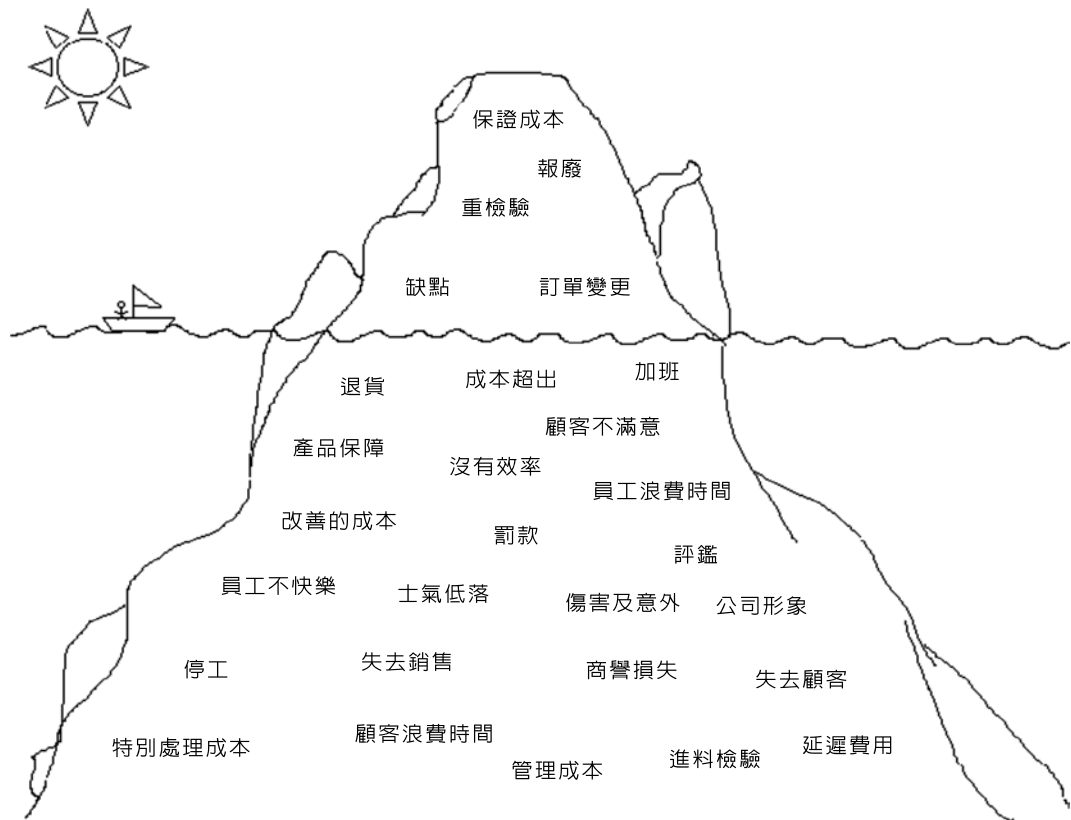 保證成本
報廢
重檢驗
缺點
訂單變更
退貨
成本超出
加班
顧客不滿意
產品保障
沒有效率
員工浪費時間
改善的成本
罰款
評鑑
員工不快樂
士氣低落
傷害及意外
公司形象
停工
失去銷售
商譽損失
失去顧客
特別處理成本
顧客浪費時間
管理成本
進料檢驗
延遲費用